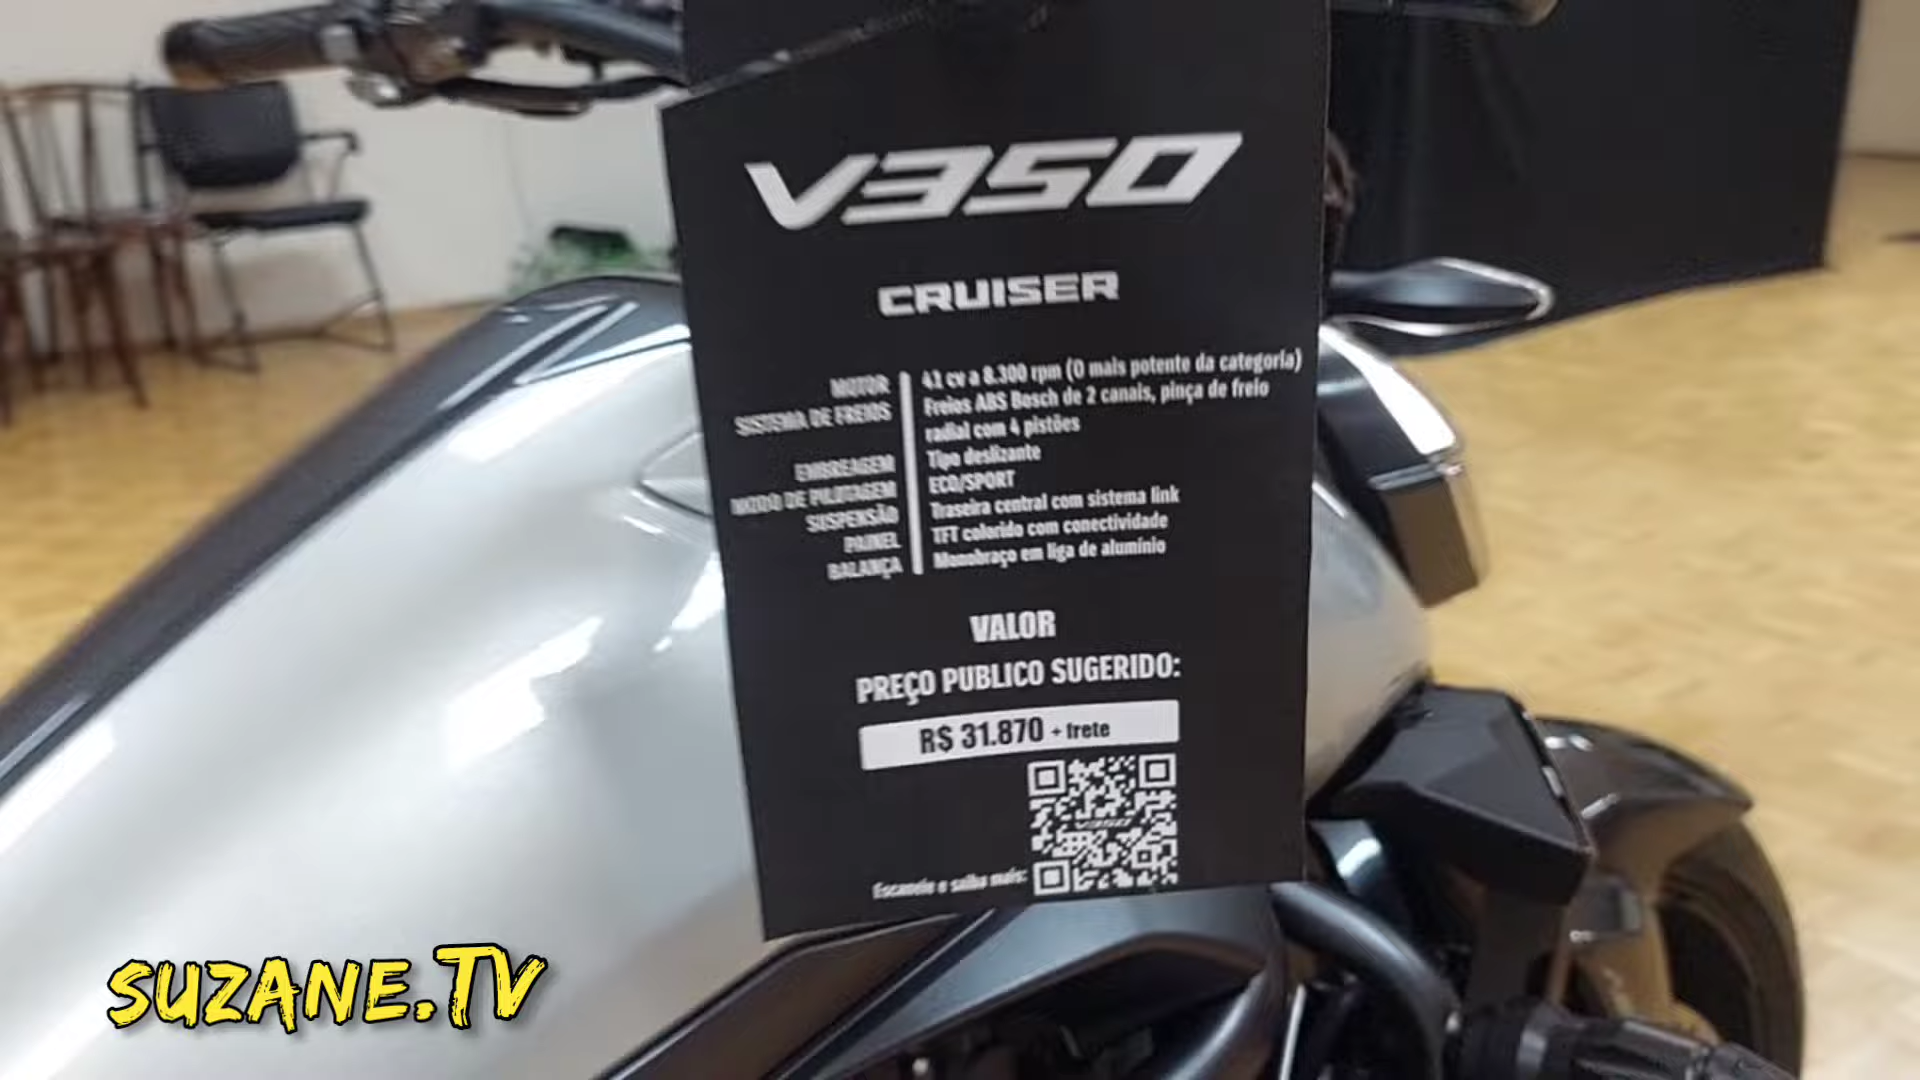 V350
CRUISER
MOTOR 41 cv a 8.300 rpm (O mais potente da categoria)
SISTEMA DE FREIOS Freios ABS Bosch de 2 canais, pinça de freio
radial com 4 pistões
EMBREAGEM Tipo deslizante
MODO DE PILOTAGEM ECO/SPORT
SUSPENSÃO Traseira central com sistema link
PAINEL TFT colorido com conectividade
BALANÇA Monobraço em liga de alumínio
VALOR
PREÇO PUBLICO SUGERIDO:
R$ 31.870 + frete
V350
Escaneie e saiba mais:
SUZANE.TV